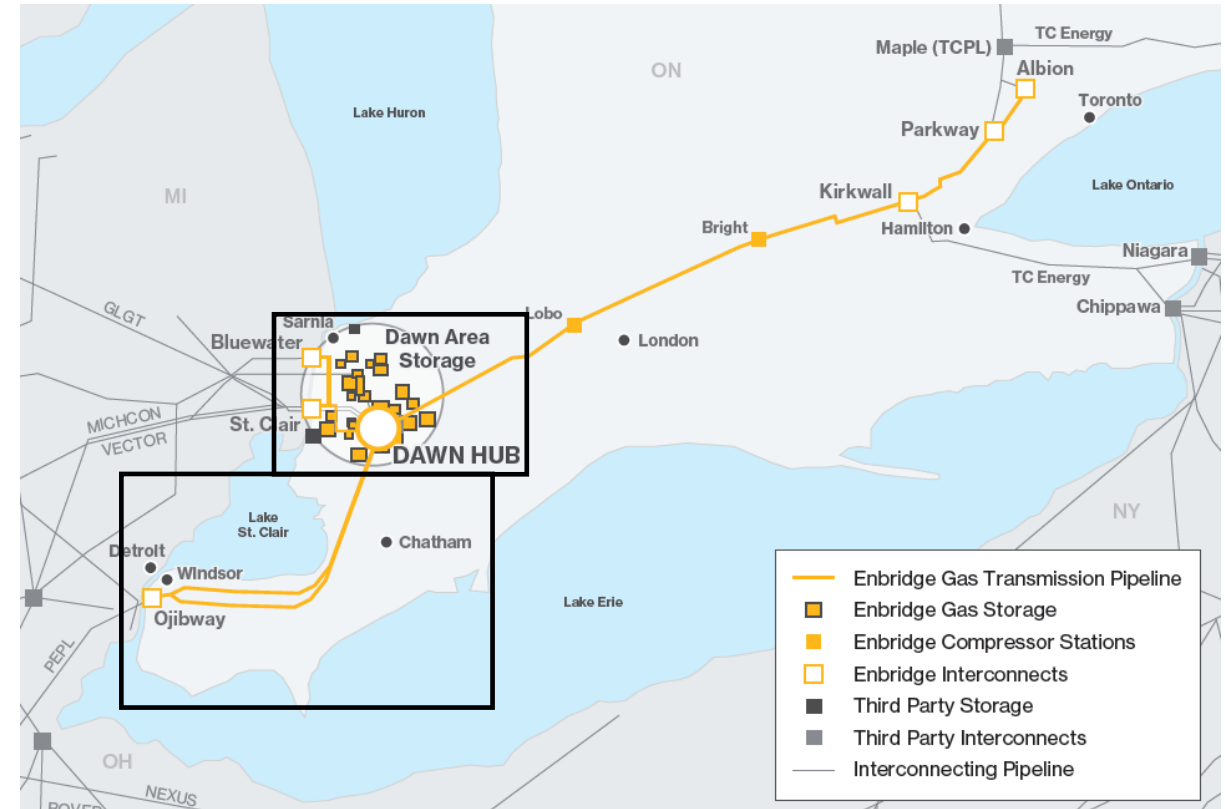 Maple (TCPL)
TC Energy
Albion
ON
Toronto
Lake Huron
Parkway
MI
Kirkwall
Lake Ontario
Bright
Hamilton
Niagara
TC Energy
GLGT
Chippawa
Lobo
Sarnia
Bluewater
Dawn Area
Storage
London
MICHCON
St. Clair
VECTOR
DAWN HUB
Lake
St. Clair
NY
Chatham
Detroit
Windsor
Ojibway
Lake Erie
PEPL
OH
NEXUS
ROVER
Enbridge Gas Transmission Pipeline
Enbridge Gas Storage
Enbridge Compressor Stations
Enbridge Interconnects
Third Party Storage
Third Party Interconnects
Interconnecting Pipeline